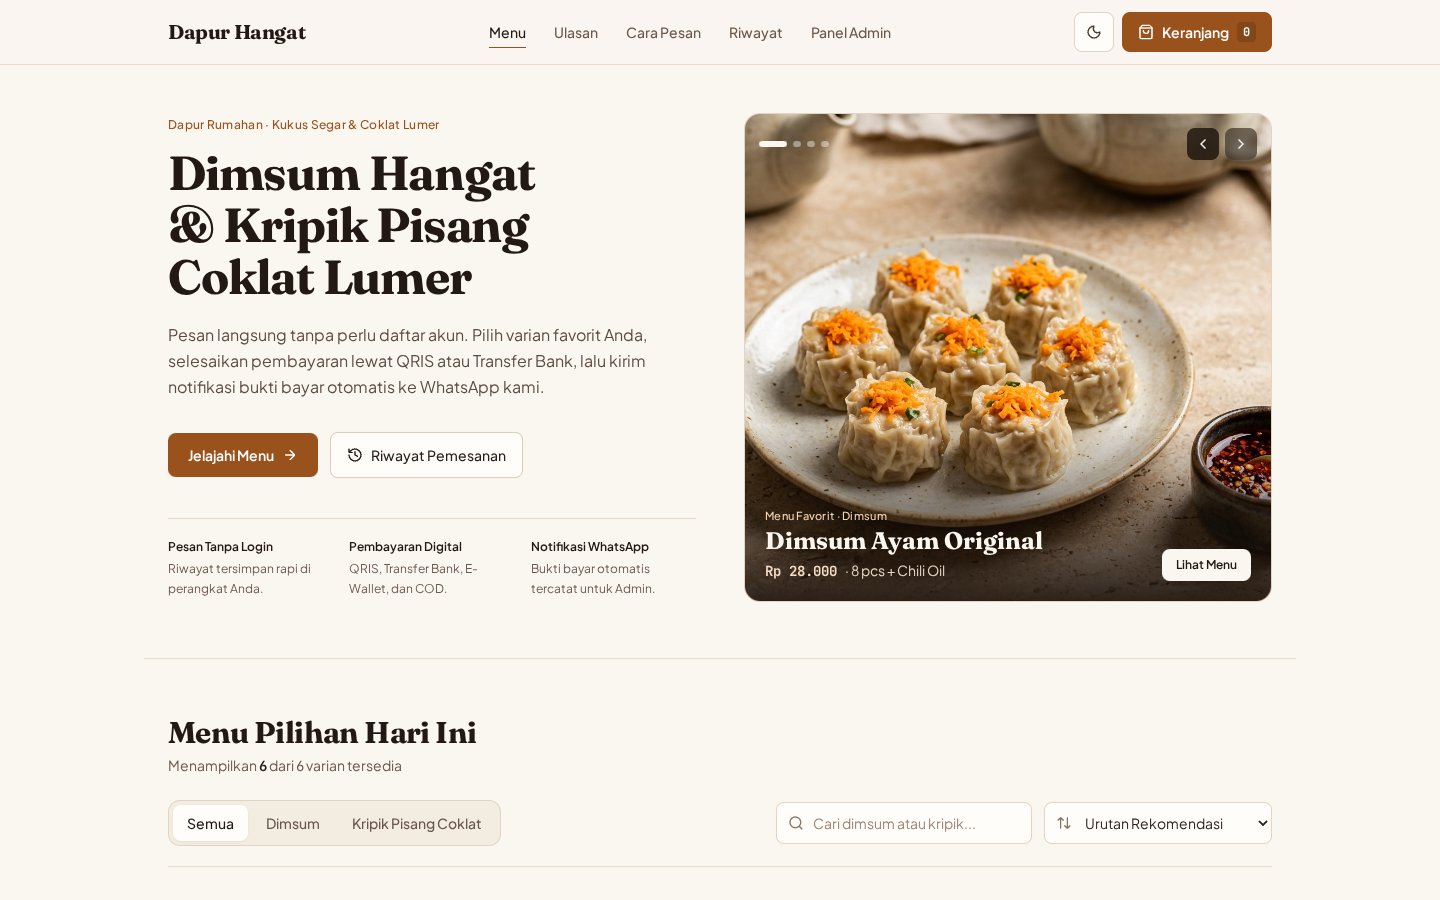 Dapur Hangat
Menu
Ulasan
Cara Pesan
Riwayat
Panel Admin
Keranjang 0
Dapur Rumahan · Kukus Segar & Coklat Lumer
Dimsum Hangat
& Kripik Pisang
Coklat Lumer
Pesan langsung tanpa perlu daftar akun. Pilih varian favorit Anda,
selesaikan pembayaran lewat QRIS atau Transfer Bank, lalu kirim
notifikasi bukti bayar otomatis ke WhatsApp kami.
Jelajahi Menu
Riwayat Pemesanan
Pesan Tanpa Login
Riwayat tersimpan rapi di
perangkat Anda.
Pembayaran Digital
QRIS, Transfer Bank, E-
Wallet, dan COD.
Notifikasi WhatsApp
Bukti bayar otomatis
tercatat untuk Admin.
Menu Favorit · Dimsum
Dimsum Ayam Original
Rp 28.000 · 8 pcs + Chili Oil
Lihat Menu
Menu Pilihan Hari Ini
Menampilkan 6 dari 6 varian tersedia
Semua
Dimsum
Kripik Pisang Coklat
Cari dimsum atau kripik...
Urutan Rekomendasi